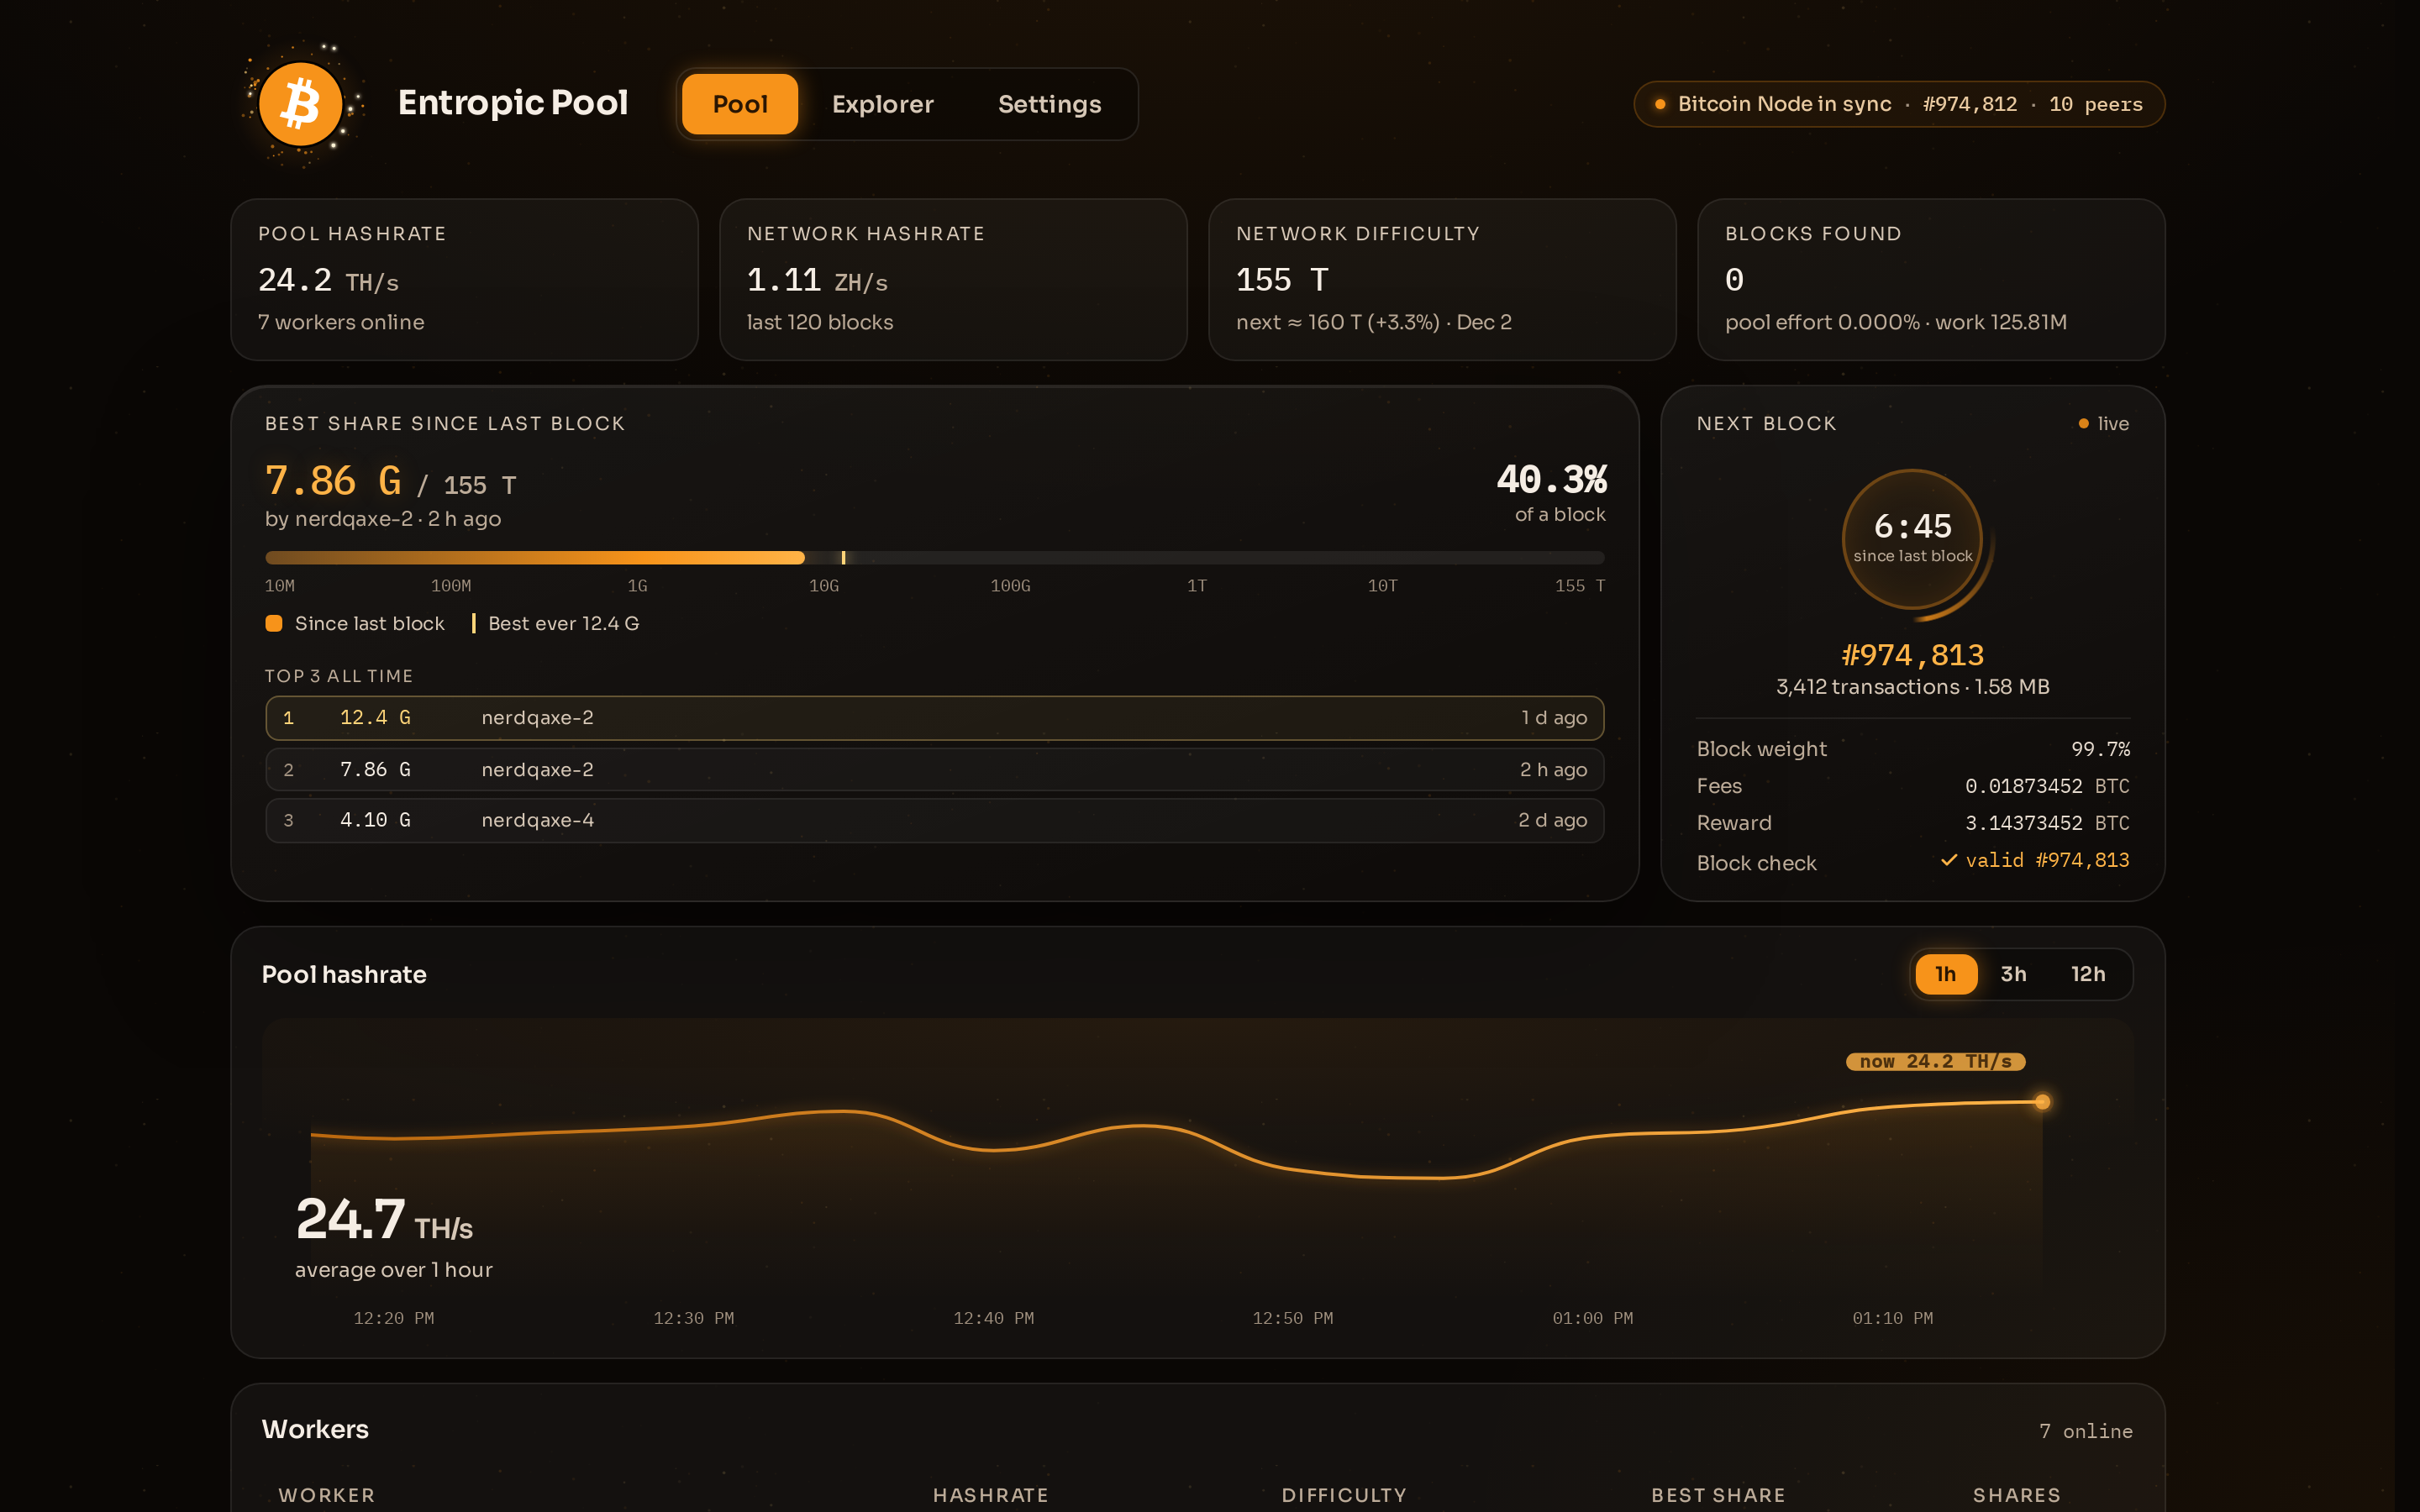 Entropic Pool
Pool
Explorer
Settings
Bitcoin Node in sync · #974,812 · 10 peers
POOL HASHRATE
24.2 TH/s
7 workers online
NETWORK HASHRATE
1.11 ZH/s
last 120 blocks
NETWORK DIFFICULTY
155 T
next ≈ 160 T (+3.3%) · Dec 2
BLOCKS FOUND
0
pool effort 0.000% · work 125.81M
BEST SHARE SINCE LAST BLOCK
7.86 G / 155 T
by nerdqaxe-2 · 2 h ago
40.3%
of a block
10M 100M 1G 10G 100G 1T 10T 155 T
Since last block
Best ever 12.4 G
TOP 3 ALL TIME
1 12.4 G nerdqaxe-2 1 d ago
2 7.86 G nerdqaxe-2 2 h ago
3 4.10 G nerdqaxe-4 2 d ago
NEXT BLOCK
live
6:45
since last block
#974,813
3,412 transactions · 1.58 MB
Block weight 99.7%
Fees 0.01873452 BTC
Reward 3.14373452 BTC
Block check ✓ valid #974,813
Pool hashrate
1h 3h 12h
now 24.2 TH/s
24.7 TH/s
average over 1 hour
12:20 PM 12:30 PM 12:40 PM 12:50 PM 01:00 PM 01:10 PM
Workers
7 online
WORKER HASHRATE DIFFICULTY BEST SHARE SHARES